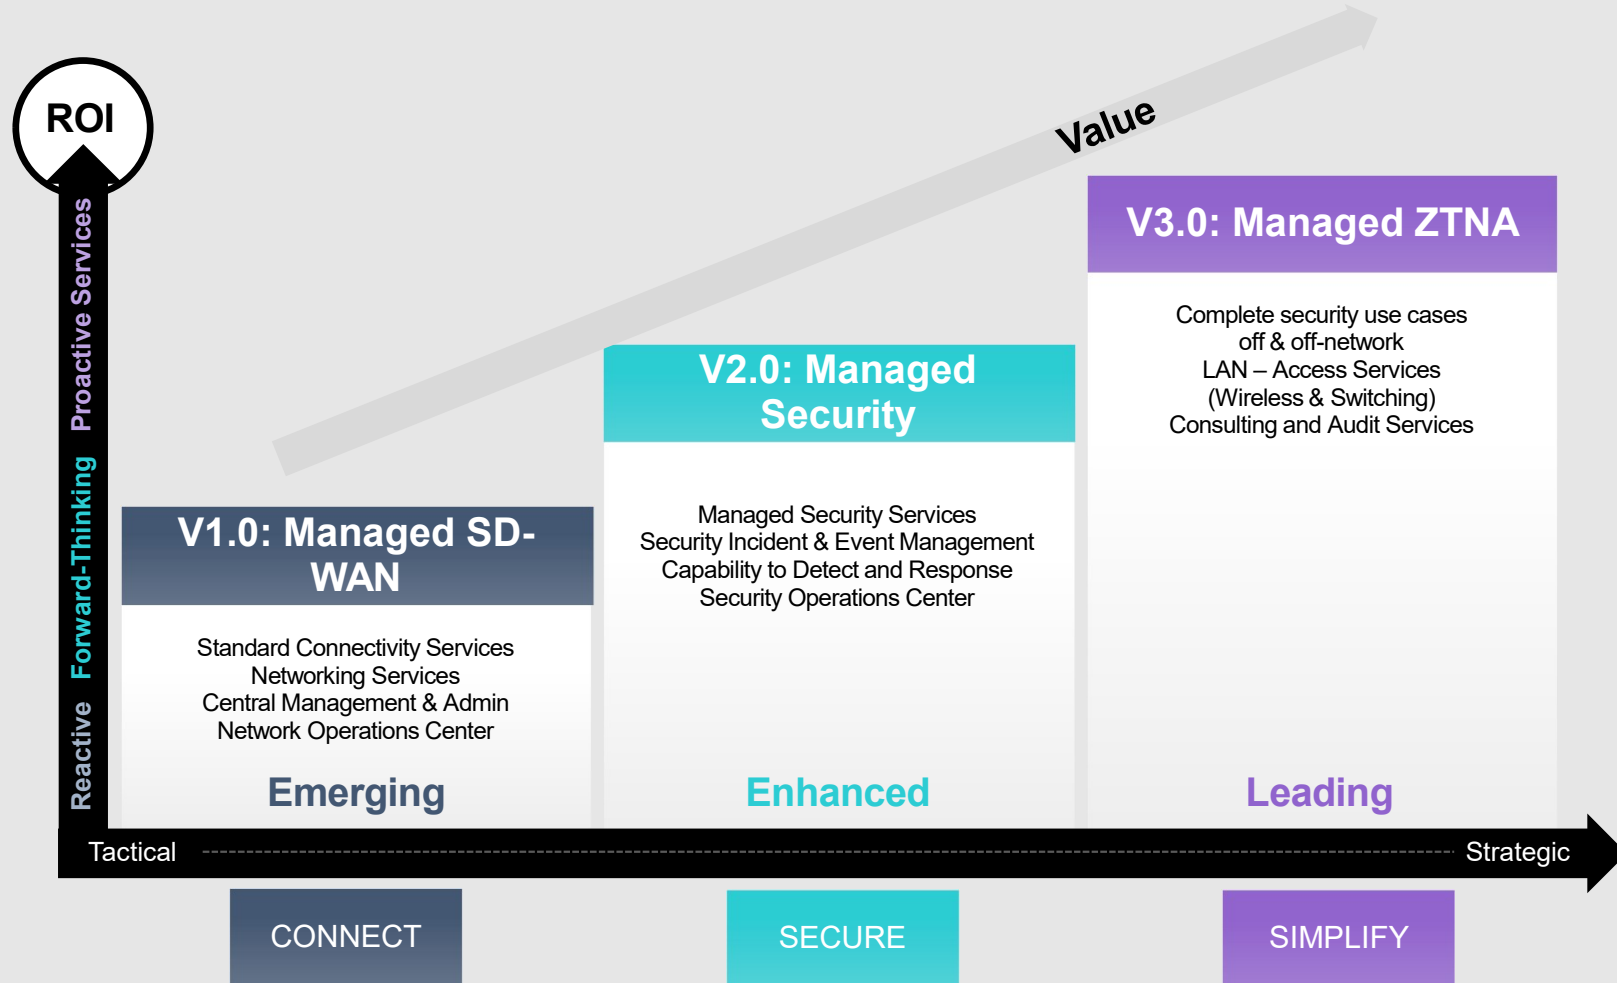 ROI
Value
Proactive Services
Forward-Thinking
Reactive
V1.0: Managed SD-
WAN
Standard Connectivity Services
Networking Services
Central Management & Admin
Network Operations Center
Emerging
V2.0: Managed
Security
Managed Security Services
Security Incident & Event Management
Capability to Detect and Response
Security Operations Center
Enhanced
V3.0: Managed ZTNA
Complete security use cases
off & off-network
LAN – Access Services
(Wireless & Switching)
Consulting and Audit Services
Leading
Tactical
Strategic
CONNECT
SECURE
SIMPLIFY